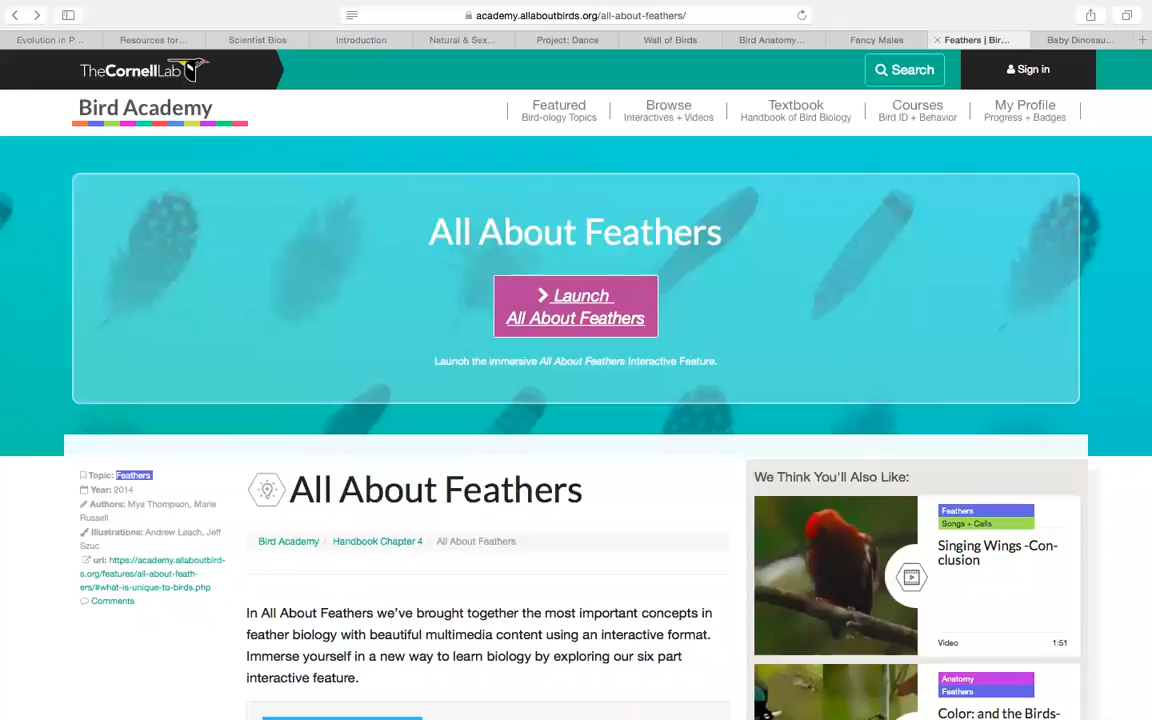 academy.allaboutbirds.org/all-about-feathers/
Evolution in P...
Resources for...
Scientist Bios
Introduction
Natural & Sex...
Project: Dance
Wall of Birds
Bird Anatomy...
Fancy Males
Feathers | Bir...
Baby Dinosau...
TheCornellLab
Search
Sign in
Bird Academy
Featured
Bird-ology Topics
Browse
Interactives + Videos
Textbook
Handbook of Bird Biology
Courses
Bird ID + Behavior
My Profile
Progress + Badges
All About Feathers
Launch
All About Feathers
Launch the immersive All About Feathers Interactive Feature.
Topic: Feathers
Year: 2014
Authors: Mya Thompson, Marie
Russell
Illustrations: Andrew Leach, Jeff
Szuc
url: https://academy.allaboutbird-
s.org/features/all-about-feath-
ers/#what-is-unique-to-birds.php
Comments
All About Feathers
Bird Academy / Handbook Chapter 4 / All About Feathers
In All About Feathers we've brought together the most important concepts in
feather biology with beautiful multimedia content using an interactive format.
Immerse yourself in a new way to learn biology by exploring our six part
interactive feature.
We Think You'll Also Like:
Feathers
Songs + Calls
Singing Wings -Con-
clusion
Video 1:51
Anatomy
Feathers
Color: and the Birds-